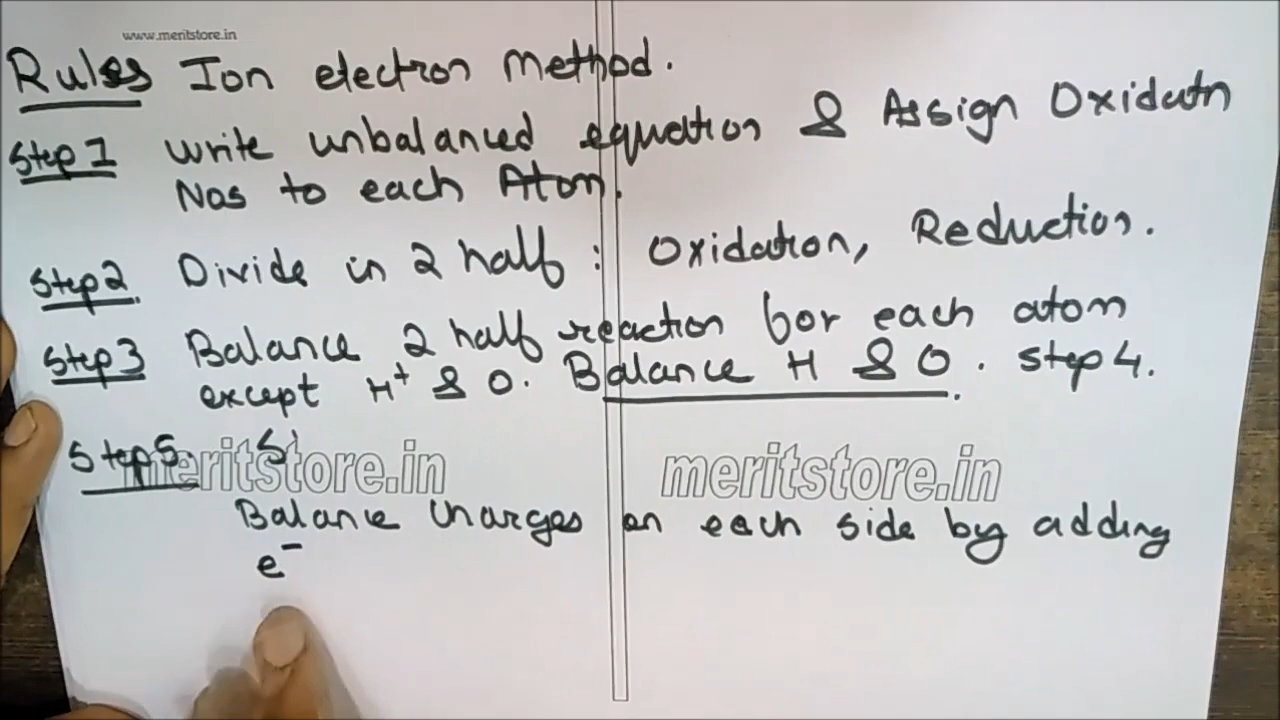 www.meritstore.in
Rules Ion electron method.
Step 1 Write unbalanced equation & Assign Oxidatn
Nos to each Atom.
Step 2 Divide in 2 half : Oxidation, Reduction.
Step 3 Balance 2 half reaction for each atom
except H+ & O. Balance H & O. Step 4.
Step 5. S
meritstore.in meritstore.in
Balance Charges on each side by adding
e⁻